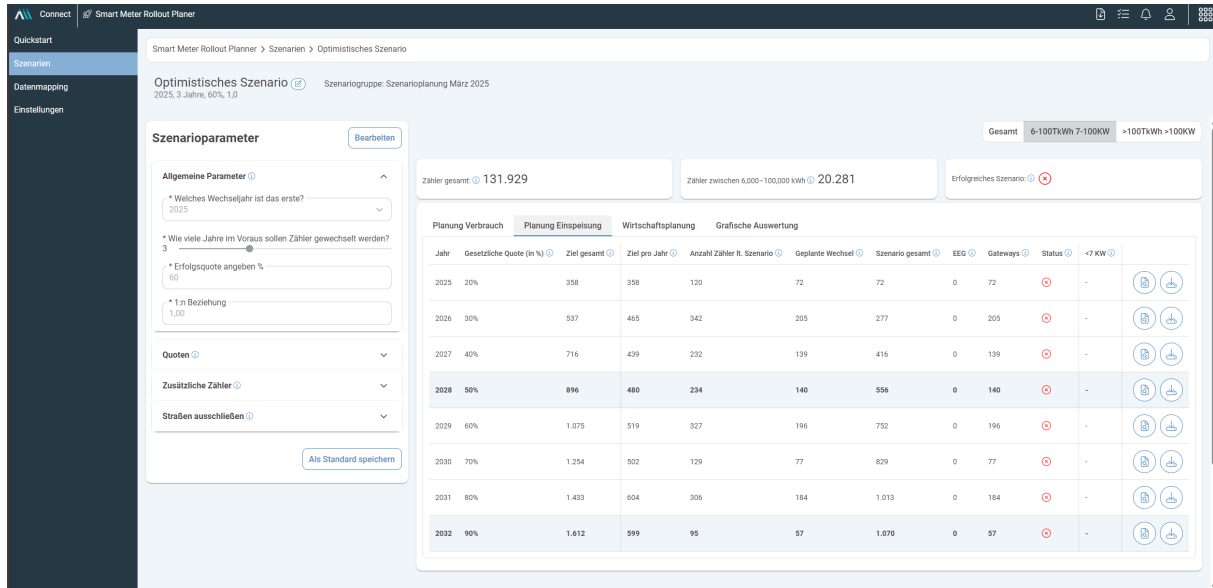 Connect Smart Meter Rollout Planer
Quickstart
Szenarien
Datenmapping
Einstellungen
Smart Meter Rollout Planner > Szenarien > Optimistisches Szenario
Optimistisches Szenario Szenariogruppe: Szenarioplanung März 2025
2025, 3 Jahre, 60%, 1,0
Szenarioparameter Bearbeiten
Allgemeine Parameter
* Welches Wechseljahr ist das erste?
2025
* Wie viele Jahre im Voraus sollen Zähler gewechselt werden?
3
* Erfolgsquote angeben %
60
* 1:n Beziehung
1,00
Quoten
Zusätzliche Zähler
Straßen ausschließen
Als Standard speichern
Gesamt 6-100TkWh 7-100KW >100TkWh >100KW
Zähler gesamt: 131.929 Zähler zwischen 6,000–100,000 kWh 20.281 Erfolgreiches Szenario:
Planung Verbrauch Planung Einspeisung Wirtschaftsplanung Grafische Auswertung
Jahr Gesetzliche Quote (in %) Ziel gesamt Ziel pro Jahr Anzahl Zähler lt. Szenario Geplante Wechsel Szenario gesamt EEG Gateways Status <7 KW
2025 20% 358 358 120 72 72 0 72 -
2026 30% 537 465 342 205 277 0 205 -
2027 40% 716 439 232 139 416 0 139 -
2028 50% 896 480 234 140 556 0 140 -
2029 60% 1.075 519 327 196 752 0 196 -
2030 70% 1.254 502 129 77 829 0 77 -
2031 80% 1.433 604 306 184 1.013 0 184 -
2032 90% 1.612 599 95 57 1.070 0 57 -